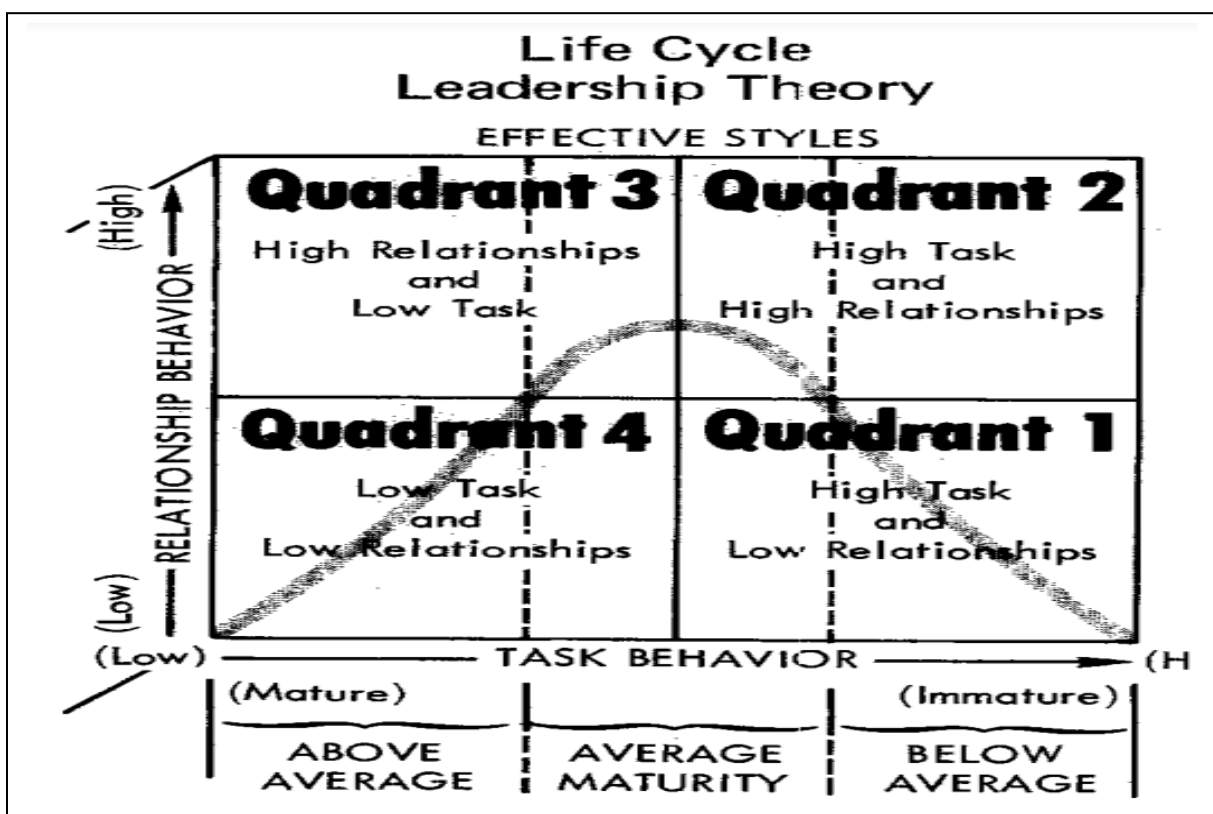 Life Cycle
Leadership Theory
EFFECTIVE STYLES
Quadrant 3
High Relationships
and
Low Task
Quadrant 2
High Task
and
High Relationships
Quadrant 4
Low Task
and
Low Relationships
Quadrant 1
High Task
and
Low Relationships
(High)
RELATIONSHIP BEHAVIOR
(Low)
(Low)
TASK BEHAVIOR
(H
(Mature)
(Immature)
ABOVE
AVERAGE
AVERAGE
MATURITY
BELOW
AVERAGE